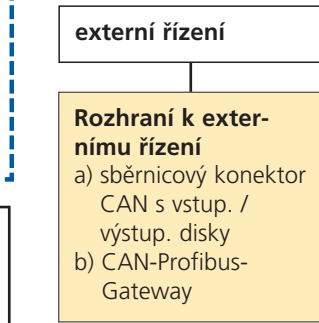 externí řízení
Rozhraní k exter-
nímu řízení
a) sběrnicový konektor
CAN s vstup. /
výstup. disky
b) CAN-Profibus-
Gateway